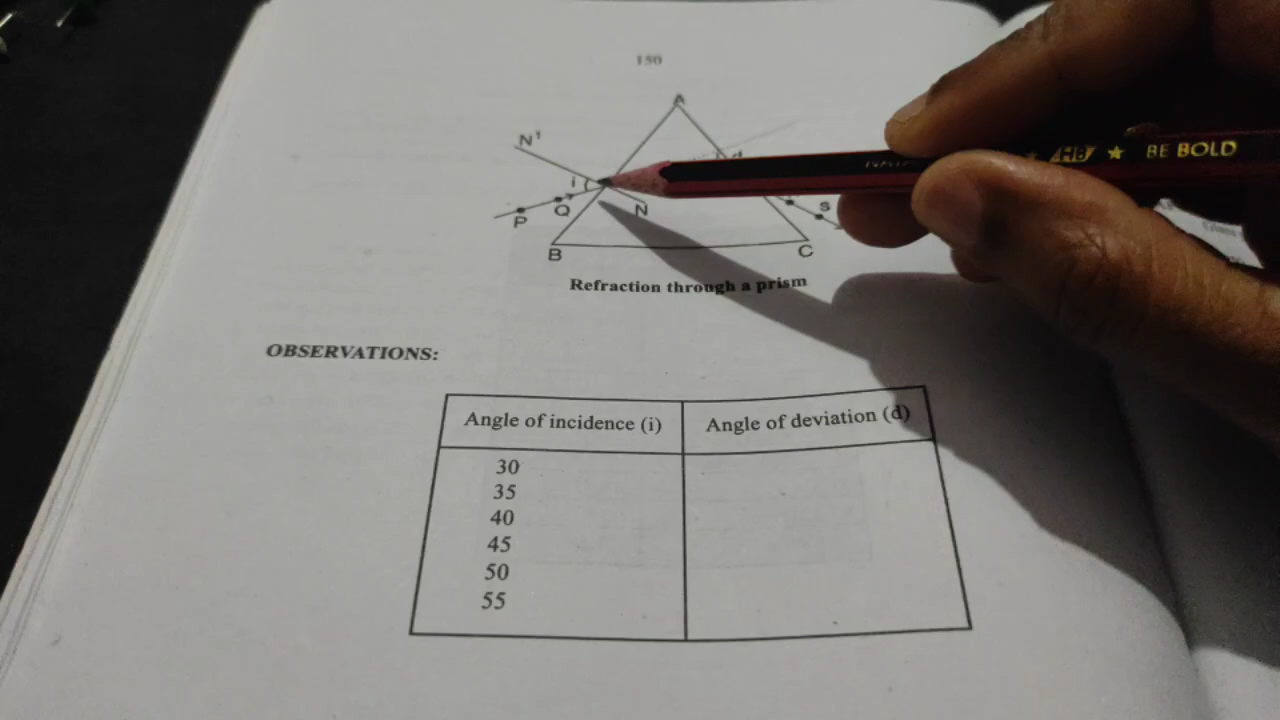 150
A
N'
d
i
P
Q
N
S
B
C
Refraction through a prism
OBSERVATIONS:
Angle of incidence (i) Angle of deviation (d)
30
35
40
45
50
55
HB ★ BE BOLD